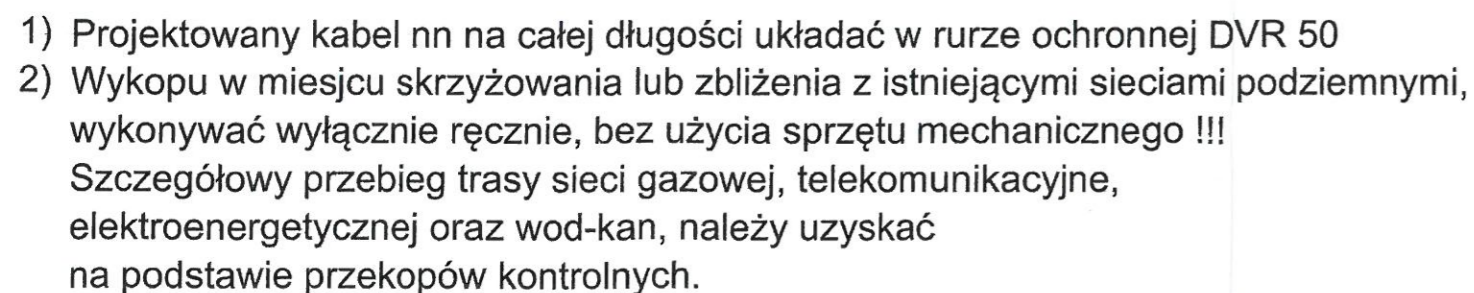 1) Projektowany kabel nn na całej długości układać w rurze ochronnej DVR 50
2) Wykopu w miesjcu skrzyżowania lub zbliżenia z istniejącymi sieciami podziemnymi,
wykonywać wyłącznie ręcznie, bez użycia sprzętu mechanicznego !!!
Szczegółowy przebieg trasy sieci gazowej, telekomunikacyjne,
elektroenergetycznej oraz wod-kan, należy uzyskać
na podstawie przekopów kontrolnych.